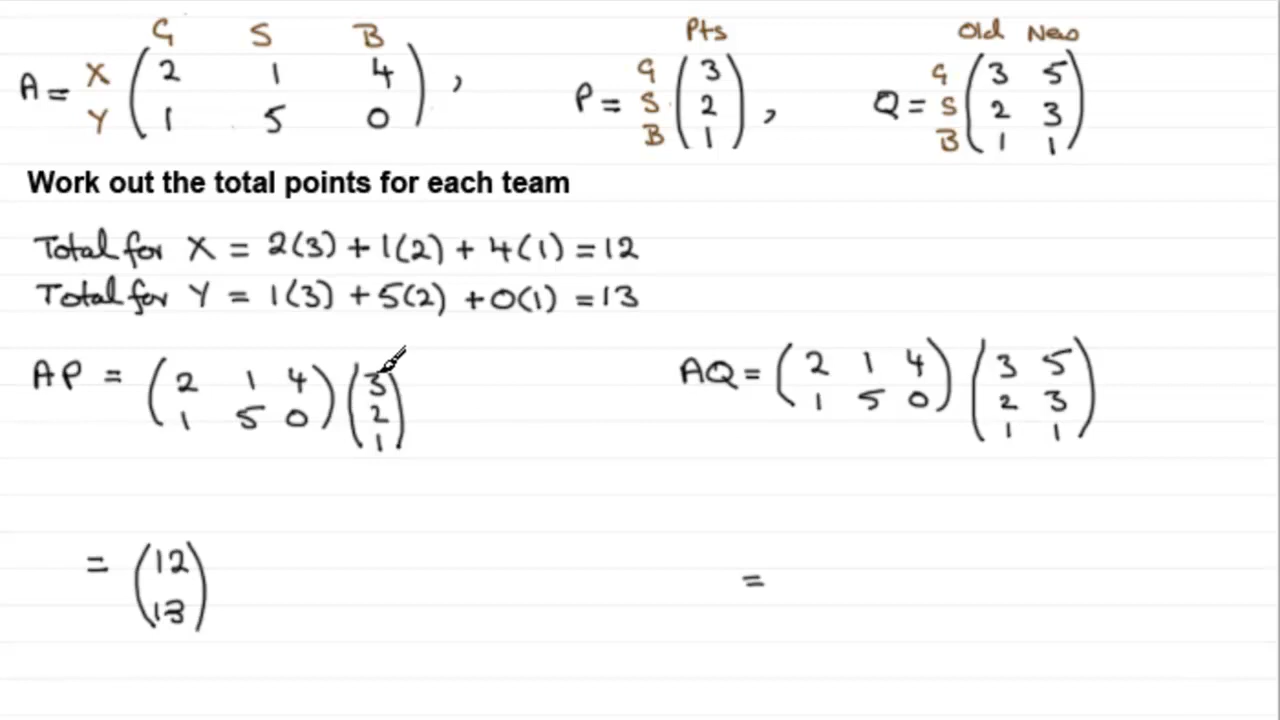 G S B Pts Old New
A = X ( 2 1 4 ) , P = G ( 3 ) , Q = G ( 3 5 )
Y ( 1 5 0 ) S ( 2 ) S ( 2 3 )
B ( 1 ) B ( 1 1 )
Work out the total points for each team
Total for X = 2(3) + 1(2) + 4(1) = 12
Total for Y = 1(3) + 5(2) + 0(1) = 13
AP = ( 2 1 4 ) ( 3 ) AQ = ( 2 1 4 ) ( 3 5 )
( 1 5 0 ) ( 2 ) ( 1 5 0 ) ( 2 3 )
( 1 ) ( 1 1 )
= ( 12 ) =
( 13 )